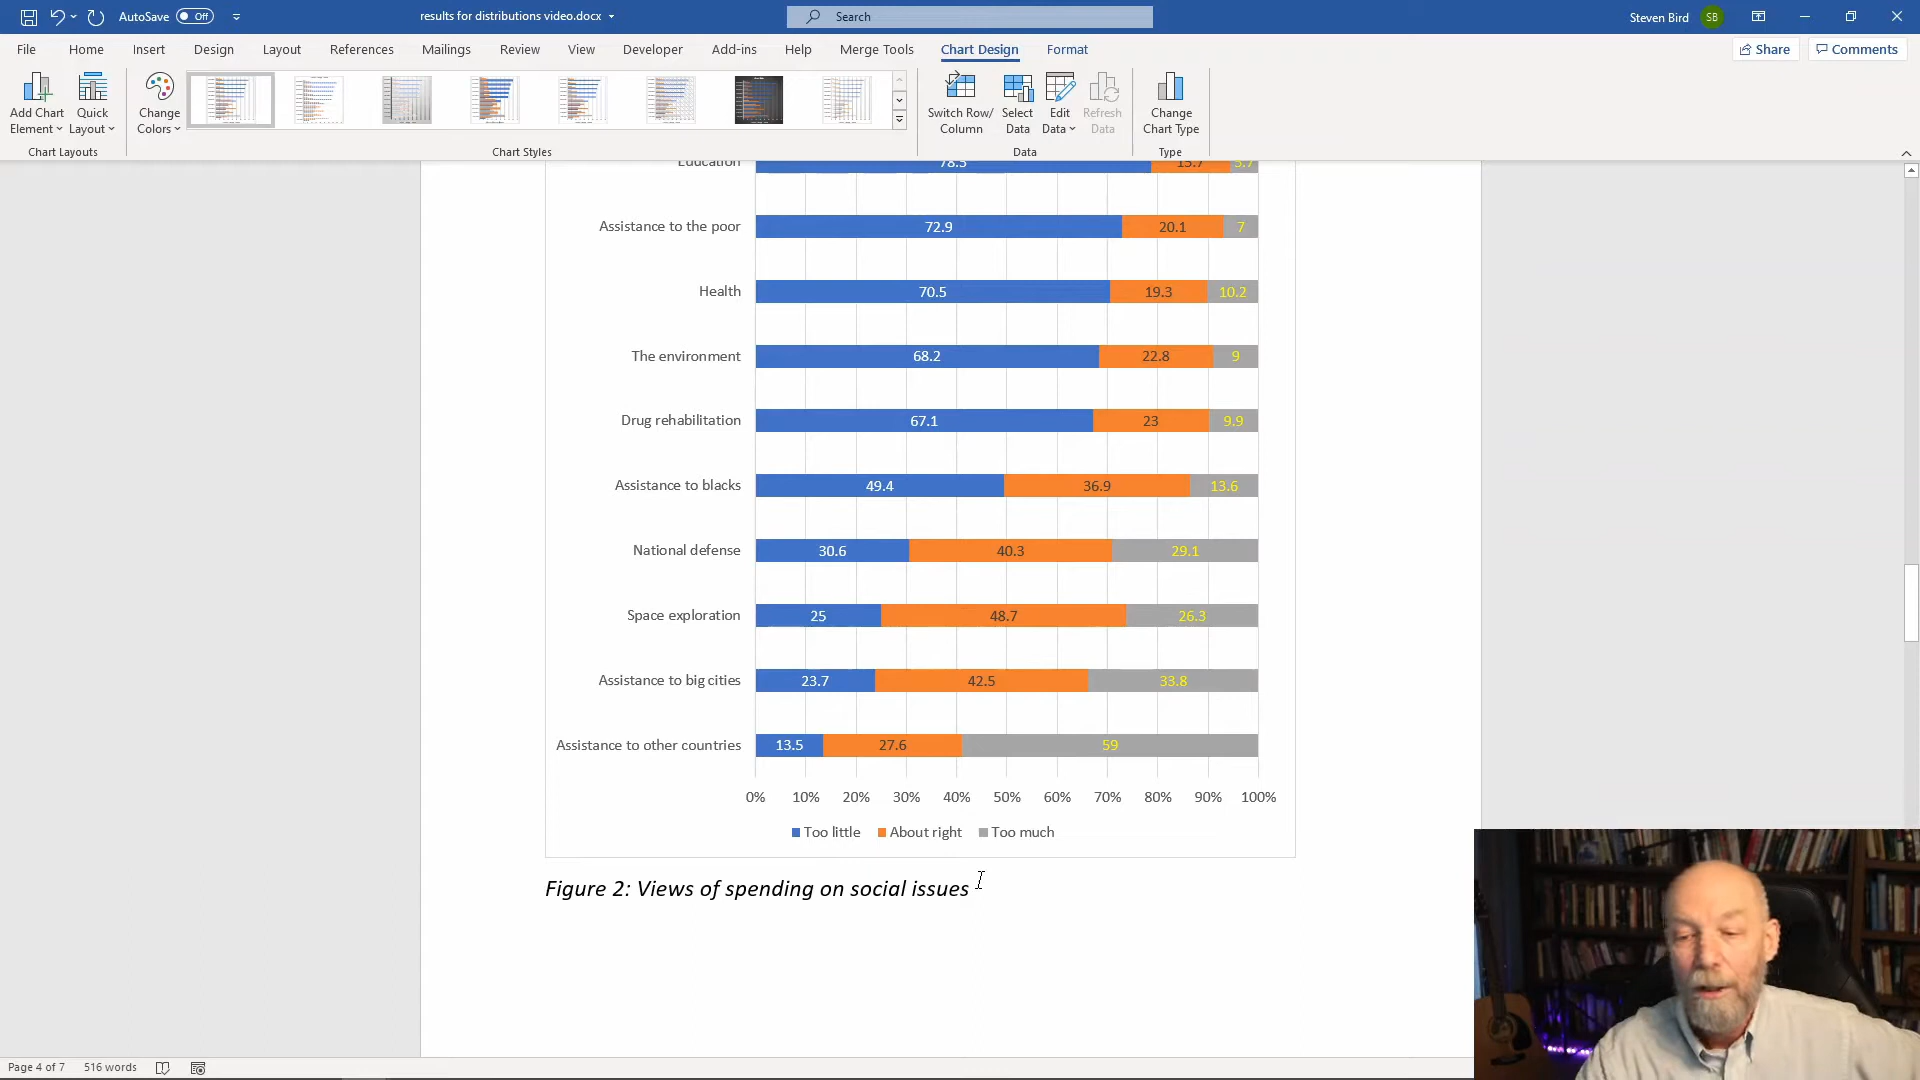 AutoSave Off results for distributions video.docx Search Steven Bird SB
File Home Insert Design Layout References Mailings Review View Developer Add-ins Help Merge Tools Chart Design Format Share Comments
Add Chart Element
Quick Layout
Change Colors
Switch Row/ Column
Select Data
Edit Data
Refresh Data
Change Chart Type
Chart Layouts Chart Styles Data Type
Education 78.5 15.7 5.7
Assistance to the poor 72.9 20.1 7
Health 70.5 19.3 10.2
The environment 68.2 22.8 9
Drug rehabilitation 67.1 23 9.9
Assistance to blacks 49.4 36.9 13.6
National defense 30.6 40.3 29.1
Space exploration 25 48.7 26.3
Assistance to big cities 23.7 42.5 33.8
Assistance to other countries 13.5 27.6 59
0% 10% 20% 30% 40% 50% 60% 70% 80% 90% 100%
Too little About right Too much
Figure 2: Views of spending on social issues
Page 4 of 7 516 words